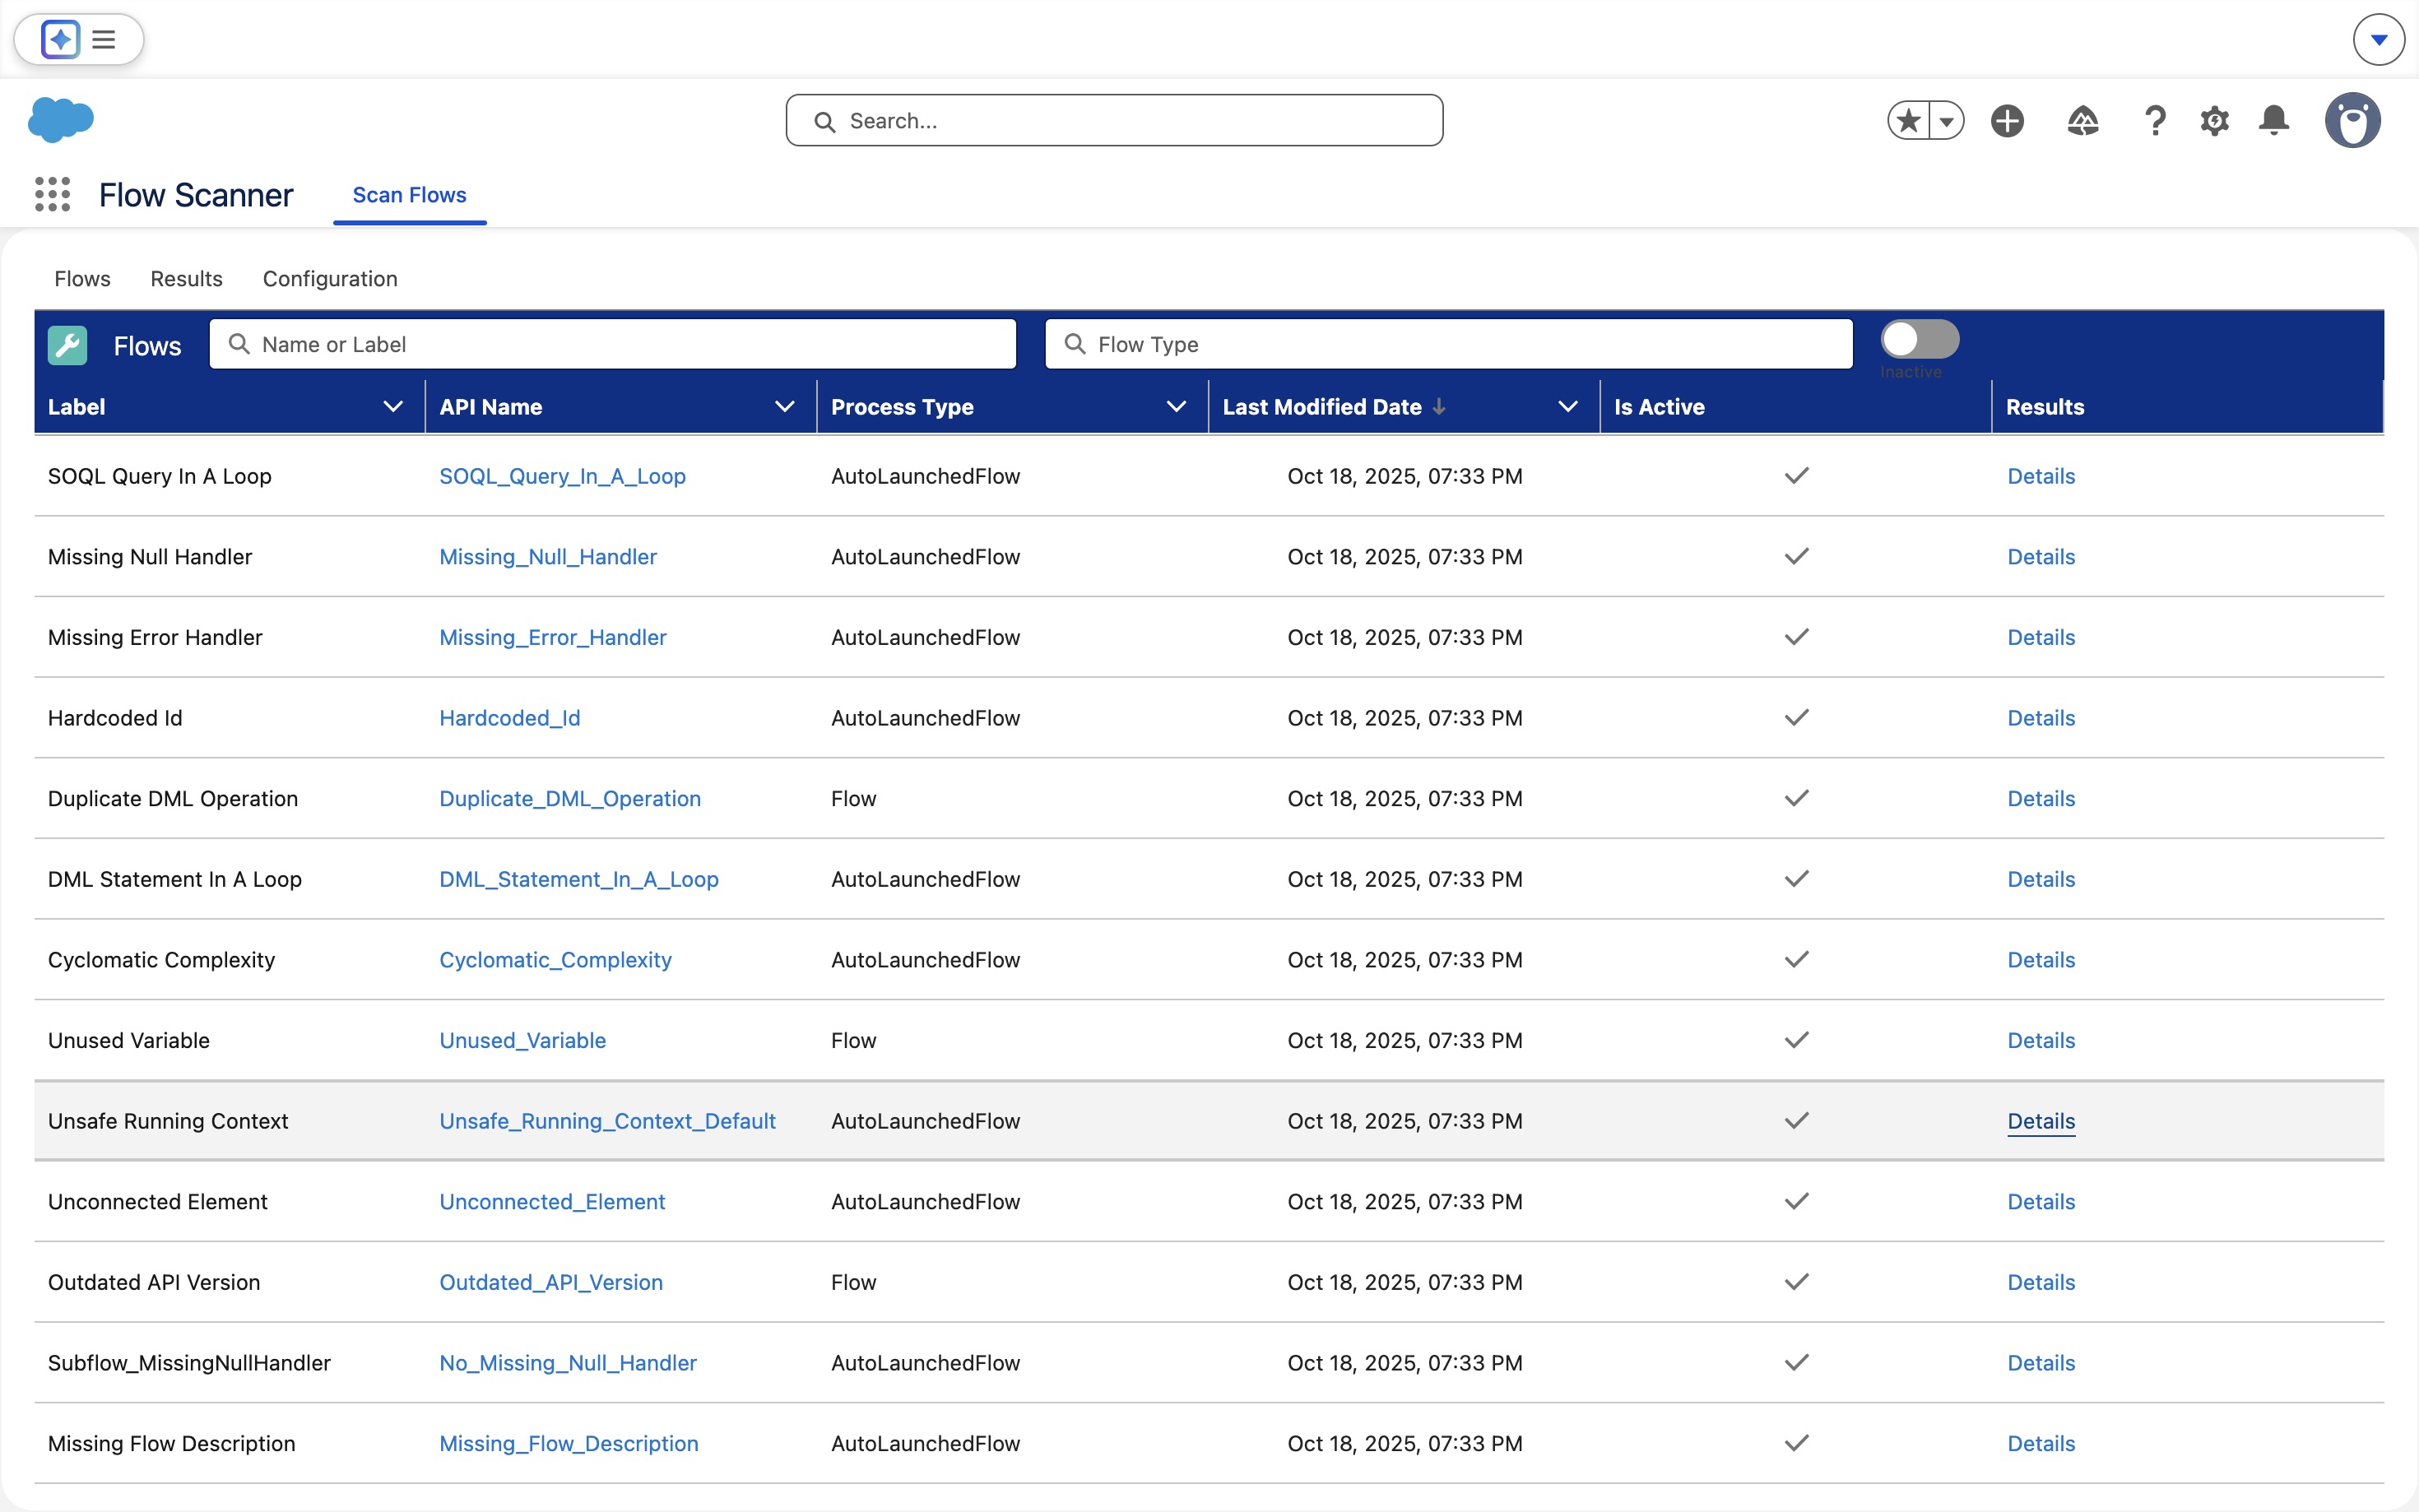 Search...
Flow Scanner Scan Flows
Flows Results Configuration
Flows Name or Label Flow Type
Inactive
Label API Name Process Type Last Modified Date Is Active Results
SOQL Query In A Loop SOQL_Query_In_A_Loop AutoLaunchedFlow Oct 18, 2025, 07:33 PM Details
Missing Null Handler Missing_Null_Handler AutoLaunchedFlow Oct 18, 2025, 07:33 PM Details
Missing Error Handler Missing_Error_Handler AutoLaunchedFlow Oct 18, 2025, 07:33 PM Details
Hardcoded Id Hardcoded_Id AutoLaunchedFlow Oct 18, 2025, 07:33 PM Details
Duplicate DML Operation Duplicate_DML_Operation Flow Oct 18, 2025, 07:33 PM Details
DML Statement In A Loop DML_Statement_In_A_Loop AutoLaunchedFlow Oct 18, 2025, 07:33 PM Details
Cyclomatic Complexity Cyclomatic_Complexity AutoLaunchedFlow Oct 18, 2025, 07:33 PM Details
Unused Variable Unused_Variable Flow Oct 18, 2025, 07:33 PM Details
Unsafe Running Context Unsafe_Running_Context_Default AutoLaunchedFlow Oct 18, 2025, 07:33 PM Details
Unconnected Element Unconnected_Element AutoLaunchedFlow Oct 18, 2025, 07:33 PM Details
Outdated API Version Outdated_API_Version Flow Oct 18, 2025, 07:33 PM Details
Subflow_MissingNullHandler No_Missing_Null_Handler AutoLaunchedFlow Oct 18, 2025, 07:33 PM Details
Missing Flow Description Missing_Flow_Description AutoLaunchedFlow Oct 18, 2025, 07:33 PM Details